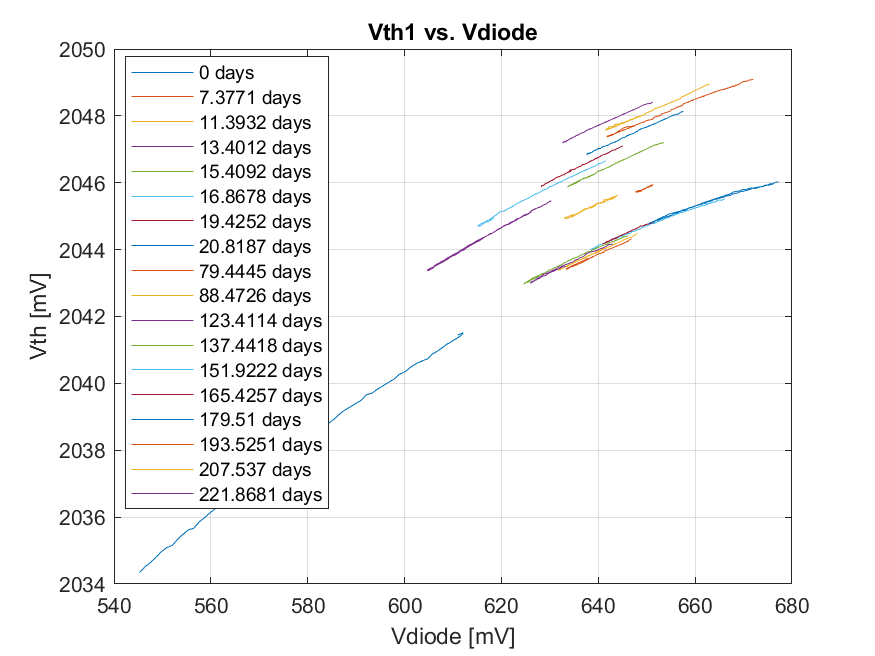 Vth1 vs. Vdiode
2050
2048
2046
2044
2042
2040
2038
2036
2034
Vth [mV]
0 days
7.3771 days
11.3932 days
13.4012 days
15.4092 days
16.8678 days
19.4252 days
20.8187 days
79.4445 days
88.4726 days
123.4114 days
137.4418 days
151.9222 days
165.4257 days
179.51 days
193.5251 days
207.537 days
221.8681 days
540 560 580 600 620 640 660 680
Vdiode [mV]